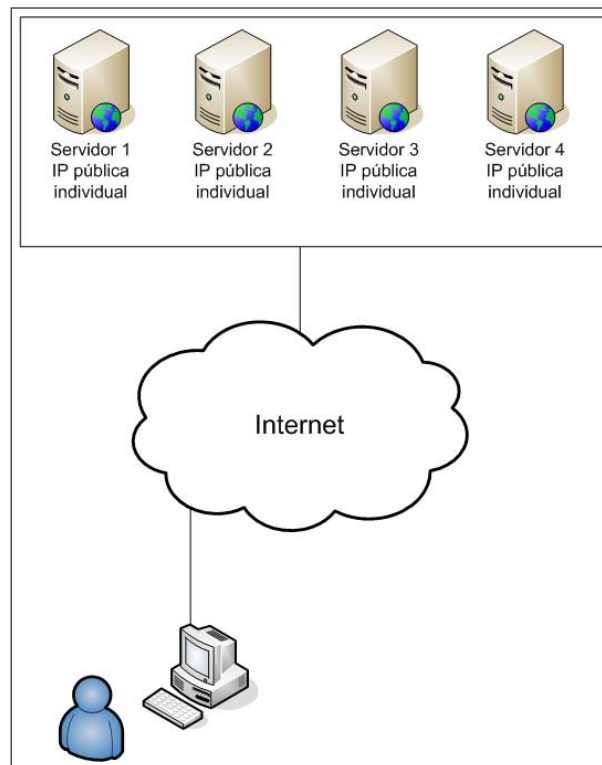 Servidor 1
IP pública
individual
Servidor 2
IP pública
individual
Servidor 3
IP pública
individual
Servidor 4
IP pública
individual
Internet